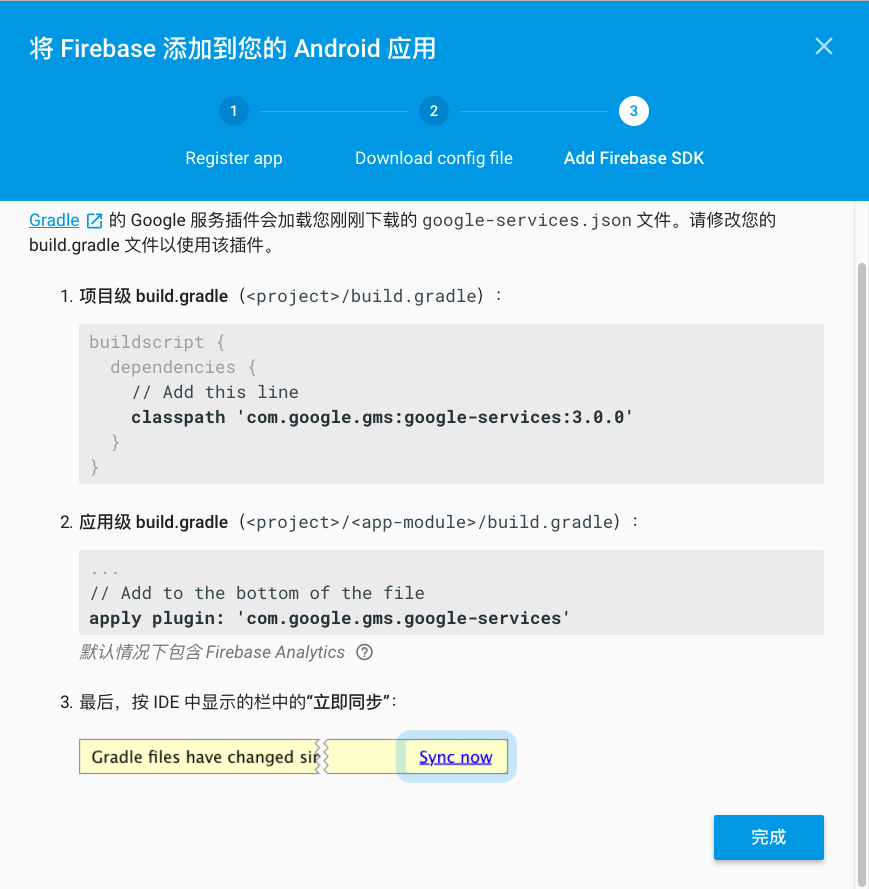 将 Firebase 添加到您的 Android 应用
1
2
3
Register app
Download config file
Add Firebase SDK
Gradle 的 Google 服务插件会加载您刚刚下载的 google-services.json 文件。请修改您的
build.gradle 文件以使用该插件。
1. 项目级 build.gradle（<project>/build.gradle）：
buildscript {
  dependencies {
    // Add this line
    classpath 'com.google.gms:google-services:3.0.0'
  }
}
2. 应用级 build.gradle（<project>/<app-module>/build.gradle）：
...
// Add to the bottom of the file
apply plugin: 'com.google.gms.google-services'
默认情况下包含 Firebase Analytics ?
3. 最后，按 IDE 中显示的栏中的“立即同步”：
Gradle files have changed sin
Sync now
完成